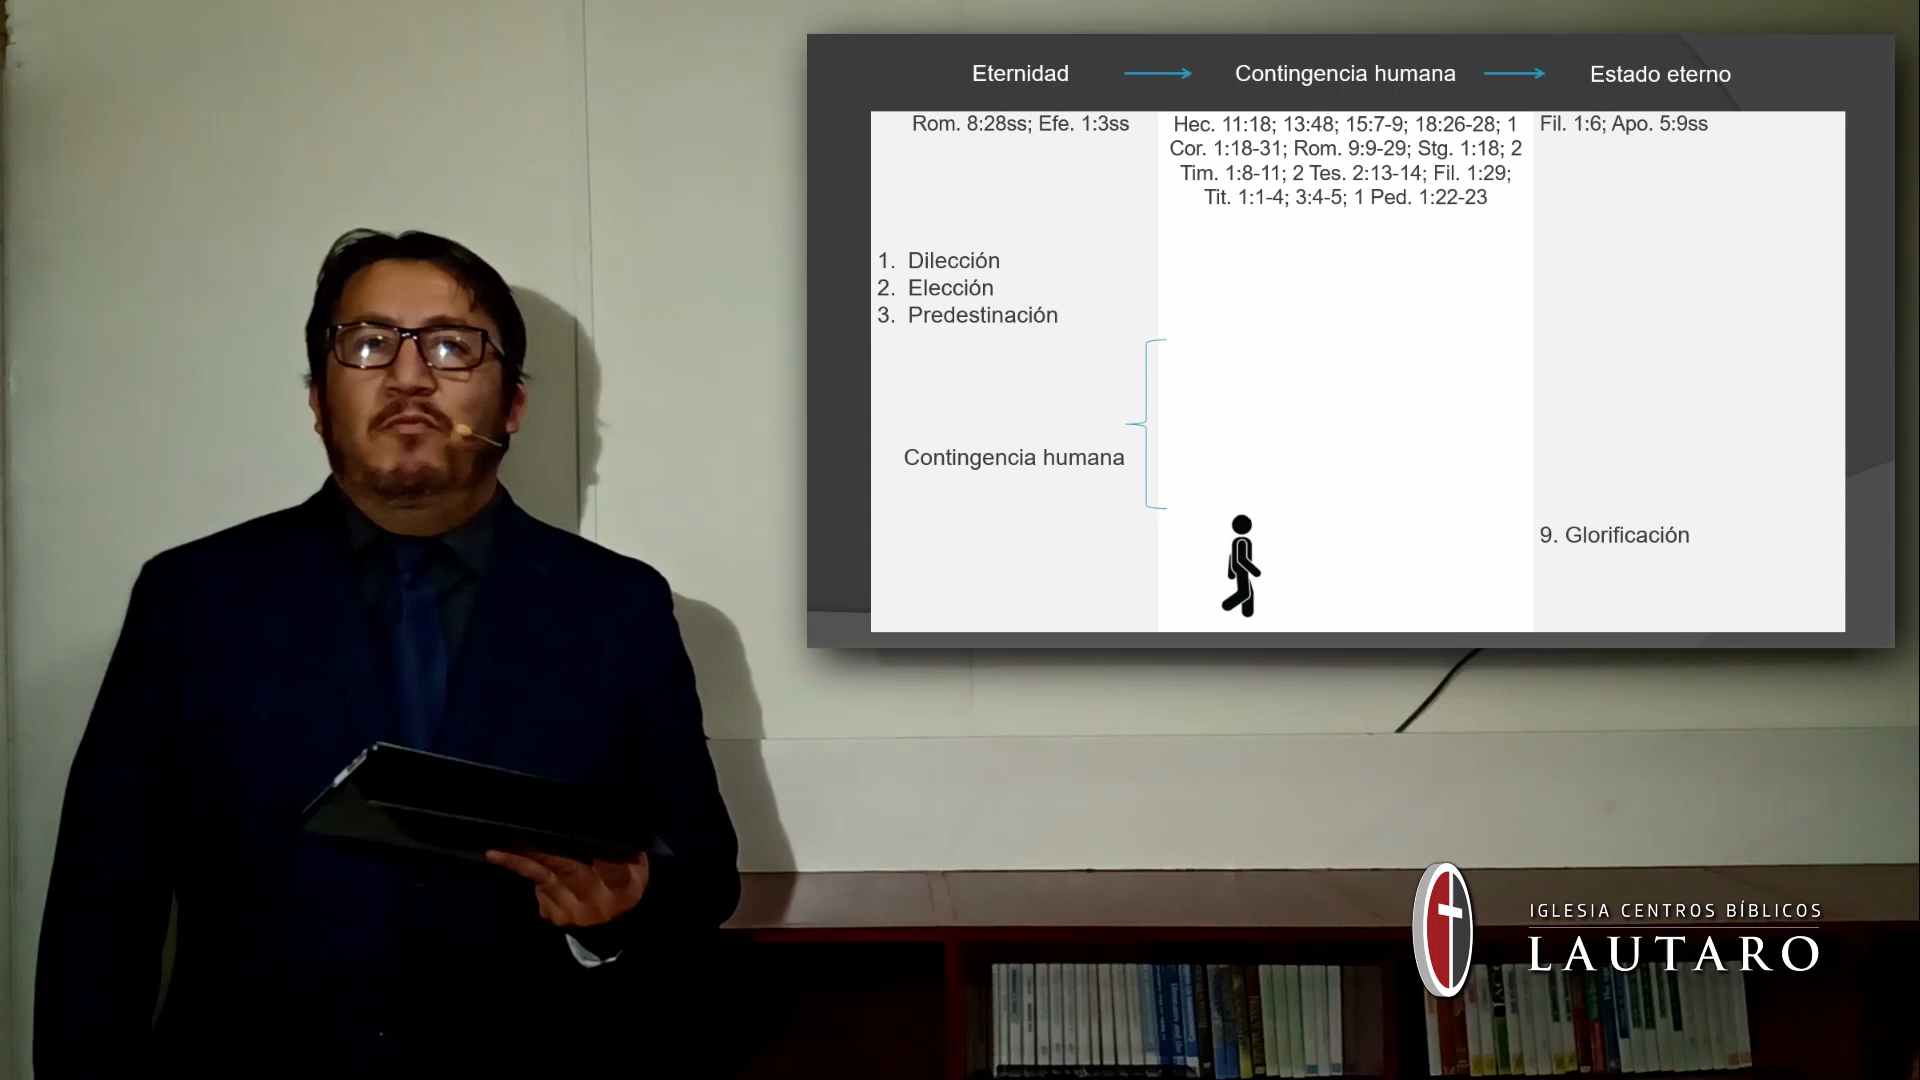 Eternidad
Contingencia humana
Estado eterno
Rom. 8:28ss; Efe. 1:3ss
Hec. 11:18; 13:48; 15:7-9; 18:26-28; 1
Cor. 1:18-31; Rom. 9:9-29; Stg. 1:18; 2
Tim. 1:8-11; 2 Tes. 2:13-14; Fil. 1:29;
Tit. 1:1-4; 3:4-5; 1 Ped. 1:22-23
Fil. 1:6; Apo. 5:9ss
1. Dilección
2. Elección
3. Predestinación
Contingencia humana
9. Glorificación
IGLESIA CENTROS BÍBLICOS
LAUTARO